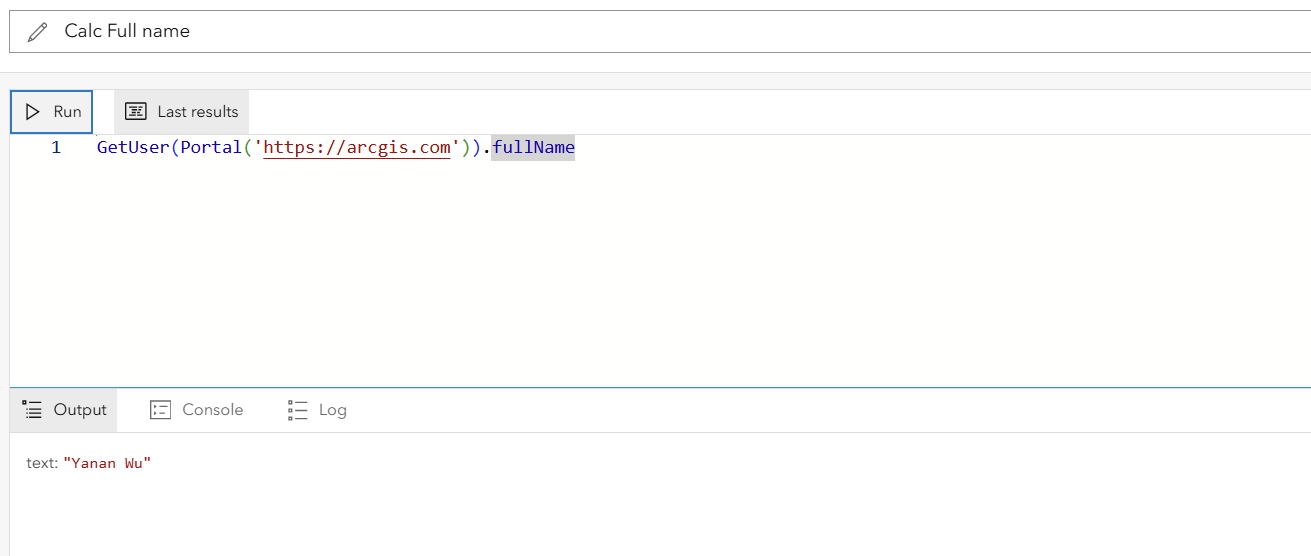 Calc Full name
Run Last results
1 GetUser(Portal('https://arcgis.com')).fullName
Output Console Log
text: "Yanan Wu"